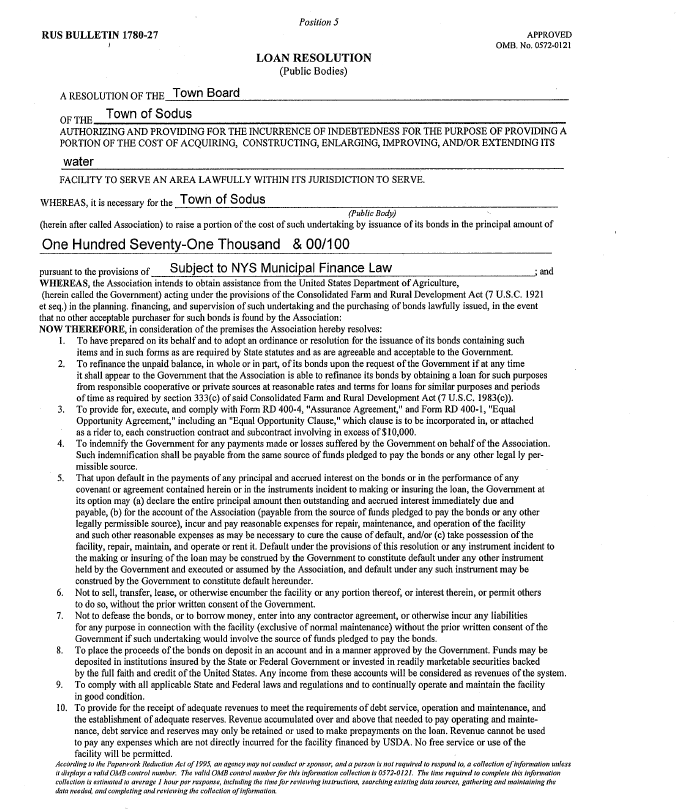 Position 5
RUS BULLETIN 1780-27
APPROVED
OMB. No. 0572-0121
LOAN RESOLUTION
(Public Bodies)
A RESOLUTION OF THE Town Board
OF THE Town of Sodus
AUTHORIZING AND PROVIDING FOR THE INCURRENCE OF INDEBTEDNESS FOR THE PURPOSE OF PROVIDING A
PORTION OF THE COST OF ACQUIRING, CONSTRUCTING, ENLARGING, IMPROVING, AND/OR EXTENDING ITS
water
FACILITY TO SERVE AN AREA LAWFULLY WITHIN ITS JURISDICTION TO SERVE.
WHEREAS, it is necessary for the Town of Sodus
(Public Body)
(herein after called Association) to raise a portion of the cost of such undertaking by issuance of its bonds in the principal amount of
One Hundred Seventy-One Thousand & 00/100
pursuant to the provisions of Subject to NYS Municipal Finance Law ; and
WHEREAS, the Association intends to obtain assistance from the United States Department of Agriculture,
(herein called the Government) acting under the provisions of the Consolidated Farm and Rural Development Act (7 U.S.C. 1921
et seq.) in the planning. financing, and supervision of such undertaking and the purchasing of bonds lawfully issued, in the event
that no other acceptable purchaser for such bonds is found by the Association:
NOW THEREFORE, in consideration of the premises the Association hereby resolves:
1. To have prepared on its behalf and to adopt an ordinance or resolution for the issuance of its bonds containing such
items and in such forms as are required by State statutes and as are agreeable and acceptable to the Government.
2. To refinance the unpaid balance, in whole or in part, of its bonds upon the request of the Government if at any time
it shall appear to the Government that the Association is able to refinance its bonds by obtaining a loan for such purposes
from responsible cooperative or private sources at reasonable rates and terms for loans for similar purposes and periods
of time as required by section 333(c) of said Consolidated Farm and Rural Development Act (7 U.S.C. 1983(c)).
3. To provide for, execute, and comply with Form RD 400-4, "Assurance Agreement," and Form RD 400-1, "Equal
Opportunity Agreement," including an "Equal Opportunity Clause," which clause is to be incorporated in, or attached
as a rider to, each construction contract and subcontract involving in excess of $10,000.
4. To indemnify the Government for any payments made or losses suffered by the Government on behalf of the Association.
Such indemnification shall be payable from the same source of funds pledged to pay the bonds or any other legal ly per-
missible source.
5. That upon default in the payments of any principal and accrued interest on the bonds or in the performance of any
covenant or agreement contained herein or in the instruments incident to making or insuring the loan, the Government at
its option may (a) declare the entire principal amount then outstanding and accrued interest immediately due and
payable, (b) for the account of the Association (payable from the source of funds pledged to pay the bonds or any other
legally permissible source), incur and pay reasonable expenses for repair, maintenance, and operation of the facility
and such other reasonable expenses as may be necessary to cure the cause of default, and/or (c) take possession of the
facility, repair, maintain, and operate or rent it. Default under the provisions of this resolution or any instrument incident to
the making or insuring of the loan may be construed by the Government to constitute default under any other instrument
held by the Government and executed or assumed by the Association, and default under any such instrument may be
construed by the Government to constitute default hereunder.
6. Not to sell, transfer, lease, or otherwise encumber the facility or any portion thereof, or interest therein, or permit others
to do so, without the prior written consent of the Government.
7. Not to defease the bonds, or to borrow money, enter into any contractor agreement, or otherwise incur any liabilities
for any purpose in connection with the facility (exclusive of normal maintenance) without the prior written consent of the
Government if such undertaking would involve the source of funds pledged to pay the bonds.
8. To place the proceeds of the bonds on deposit in an account and in a manner approved by the Government. Funds may be
deposited in institutions insured by the State or Federal Government or invested in readily marketable securities backed
by the full faith and credit of the United States. Any income from these accounts will be considered as revenues of the system.
9. To comply with all applicable State and Federal laws and regulations and to continually operate and maintain the facility
in good condition.
10. To provide for the receipt of adequate revenues to meet the requirements of debt service, operation and maintenance, and
the establishment of adequate reserves. Revenue accumulated over and above that needed to pay operating and mainte-
nance, debt service and reserves may only be retained or used to make prepayments on the loan. Revenue cannot be used
to pay any expenses which are not directly incurred for the facility financed by USDA. No free service or use of the
facility will be permitted.
According to the Paperwork Reduction Act of 1995, an agency may not conduct or sponsor, and a person is not required to respond to, a collection of information unless
it displays a valid OMB control number. The valid OMB control number for this information collection is 0572-0121. The time required to complete this information
collection is estimated to average 1 hour per response, including the time for reviewing instructions, searching existing data sources, gathering and maintaining the
data needed, and completing and reviewing the collection of information.